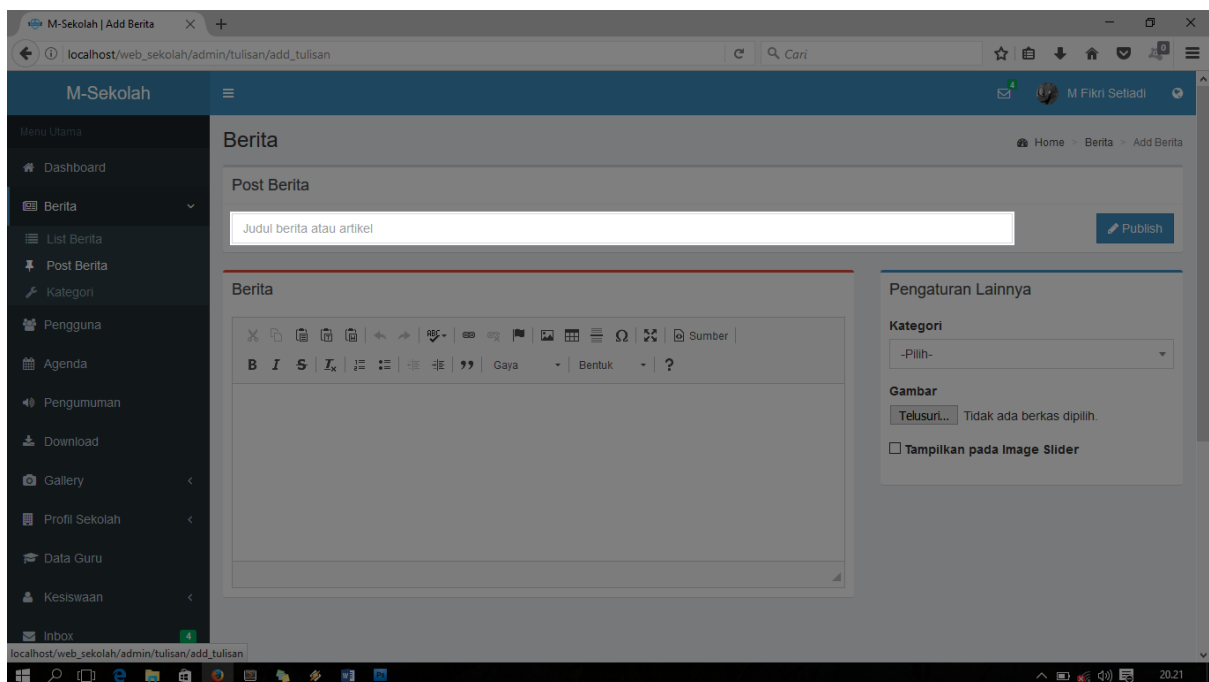 M-Sekolah | Add Berita
localhost/web_sekolah/admin/tulisan/add_tulisan
Cari
0
M-Sekolah
4
M Fikri Setiadi
Menu Utama
Berita
Home > Berita > Add Berita
Dashboard
Post Berita
Berita
Judul berita atau artikel
Publish
List Berita
Post Berita
Kategori
Berita
Pengaturan Lainnya
Pengguna
Sumber
Kategori
-Pilih-
Agenda
B I S Ix Gaya Bentuk ?
Gambar
Telusuri... Tidak ada berkas dipilih.
Pengumuman
Download
Tampilkan pada Image Slider
Gallery
Profil Sekolah
Data Guru
Kesiswaan
Inbox 4
localhost/web_sekolah/admin/tulisan/add_tulisan
20.21